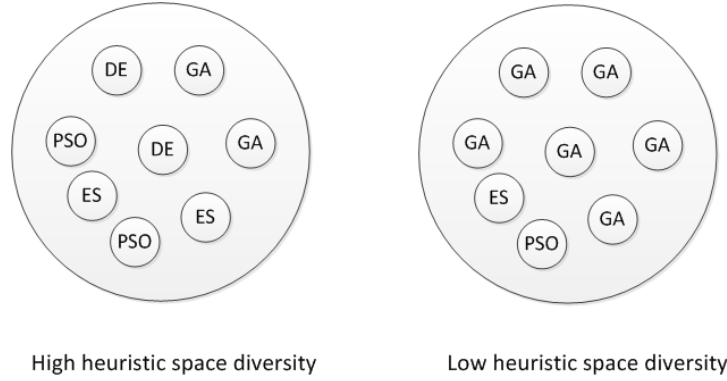 DE GA
PSO DE GA
ES ES
PSO
High heuristic space diversity
GA GA
GA GA GA
ES GA
PSO
Low heuristic space diversity